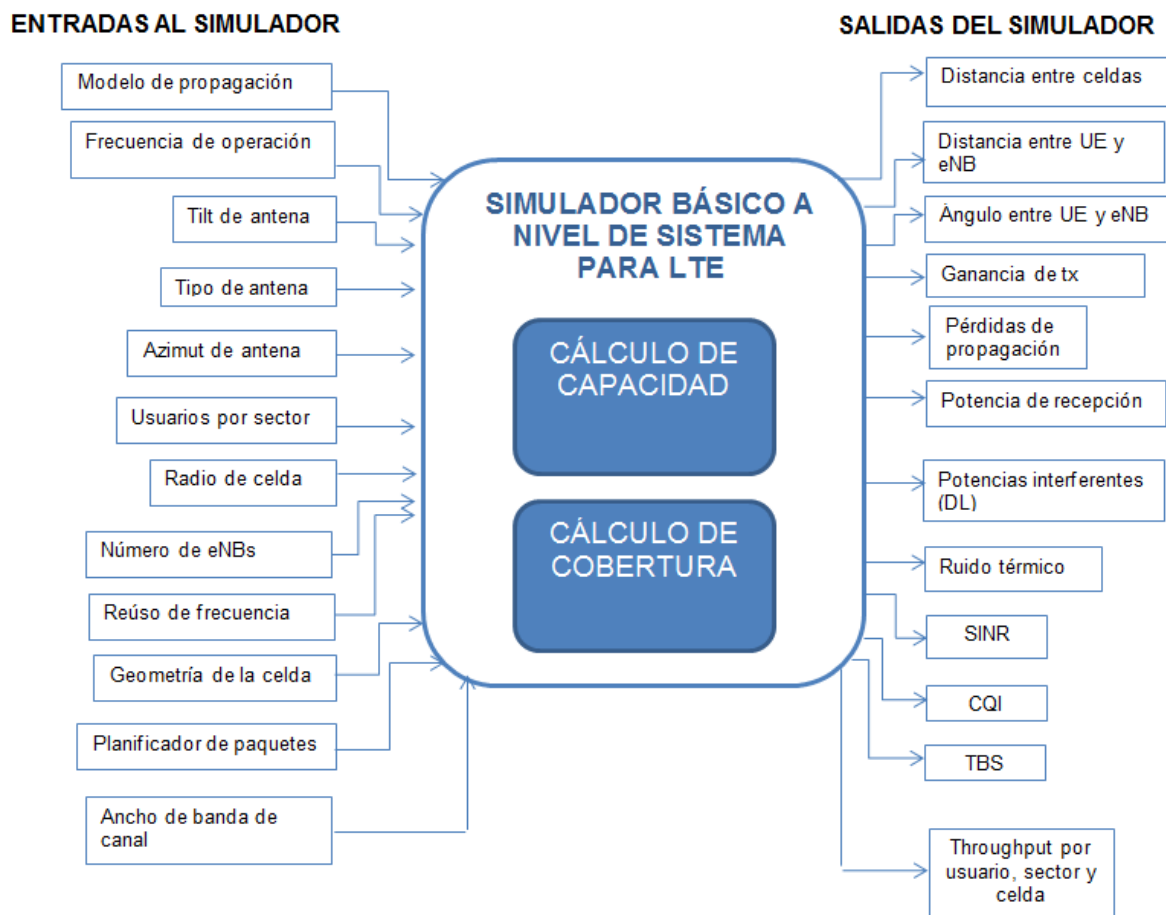 ENTRADAS AL SIMULADOR
Modelo de propagación
Frecuencia de operación
Tilt de antena
Tipo de antena
Azimut de antena
Usuarios por sector
Radio de celda
Número de eNBs
Reúso de frecuencia
Geometría de la celda
Planificador de paquetes
Ancho de banda de
canal
SIMULADOR BÁSICO A
NIVEL DE SISTEMA
PARA LTE
CÁLCULO DE
CAPACIDAD
CÁLCULO DE
COBERTURA
SALIDAS DEL SIMULADOR
Distancia entre celdas
Distancia entre UE y
eNB
Ángulo entre UE y eNB
Ganancia de tx
Pérdidas de
propagación
Potencia de recepción
Potencias interferentes
(DL)
Ruido térmico
SINR
CQI
TBS
Throughput por
usuario, sector y
celda